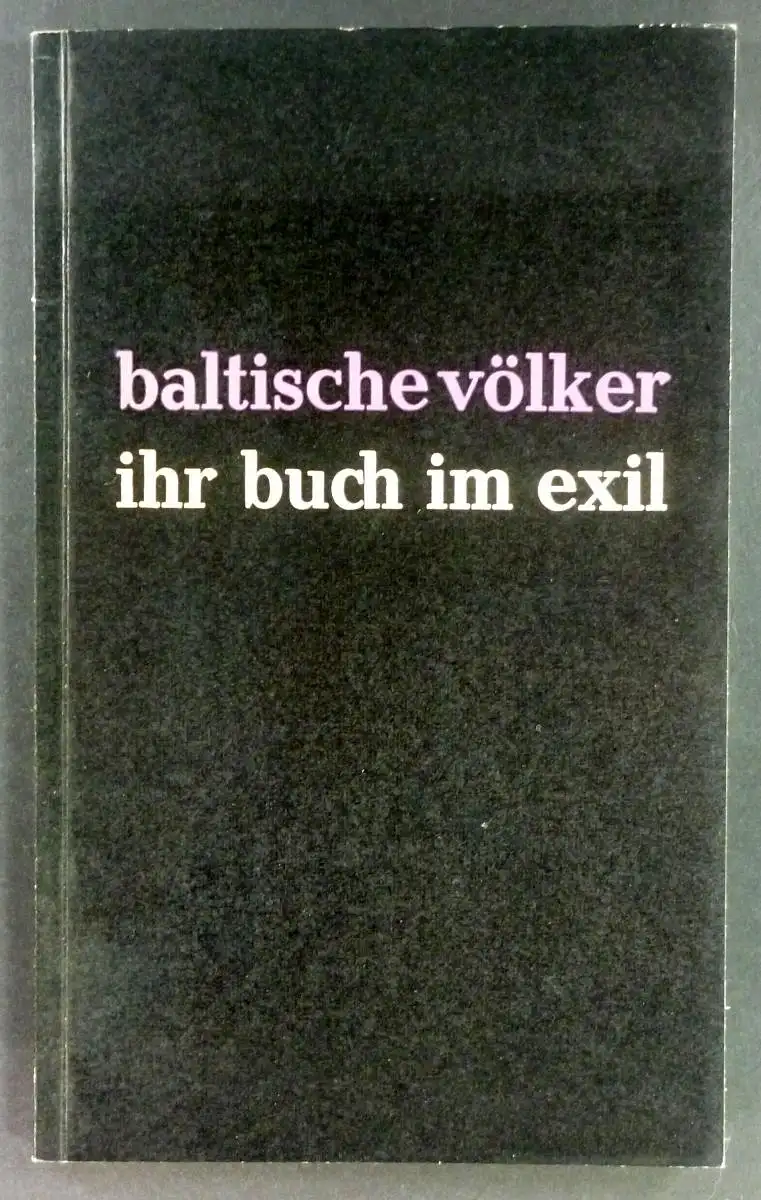 baltische völker
ihr buch im exil